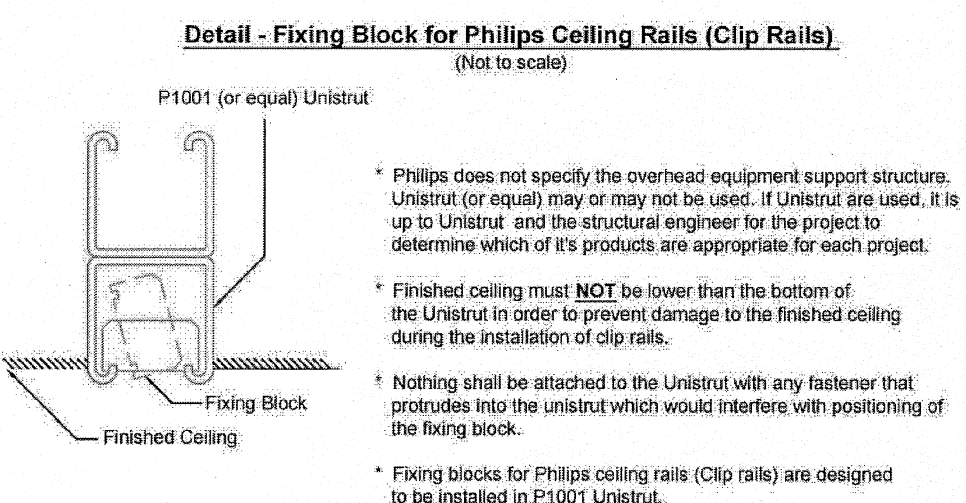 Detail - Fixing Block for Philips Ceiling Rails (Clip Rails)
(Not to scale)
P1001 (or equal) Unistrut
* Philips does not specify the overhead equipment support structure.
Unistrut (or equal) may or may not be used. If Unistrut are used, it is
up to Unistrut and the structural engineer for the project to
determine which of it's products are appropriate for each project.
* Finished ceiling must NOT be lower than the bottom of
the Unistrut in order to prevent damage to the finished ceiling
during the installation of clip rails.
* Nothing shall be attached to the Unistrut with any fastener that
protrudes into the unistrut which would interfere with positioning of
the fixing block.
* Fixing blocks for Philips ceiling rails (Clip rails) are designed
to be installed in P1001 Unistrut.
Fixing Block
Finished Ceiling